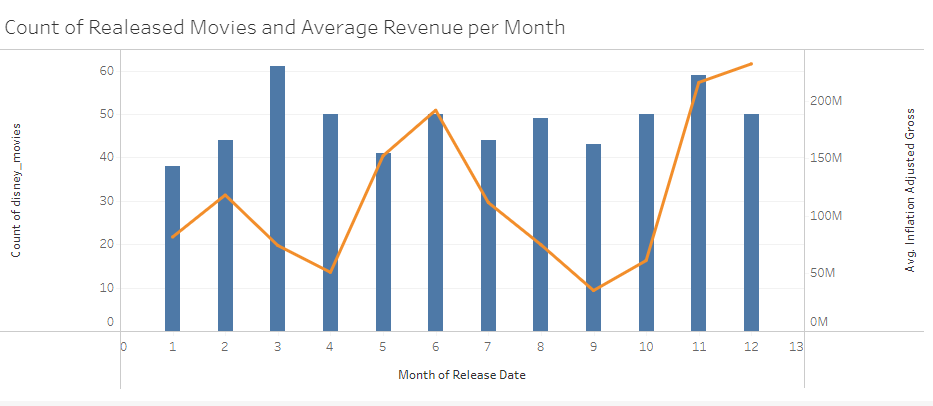 Count of Realeased Movies and Average Revenue per Month
Count of disney_movies
60
50
40
30
20
10
0
200M
150M
100M
50M
0M
Avg. Inflation Adjusted Gross
0 1 2 3 4 5 6 7 8 9 10 11 12 13
Month of Release Date